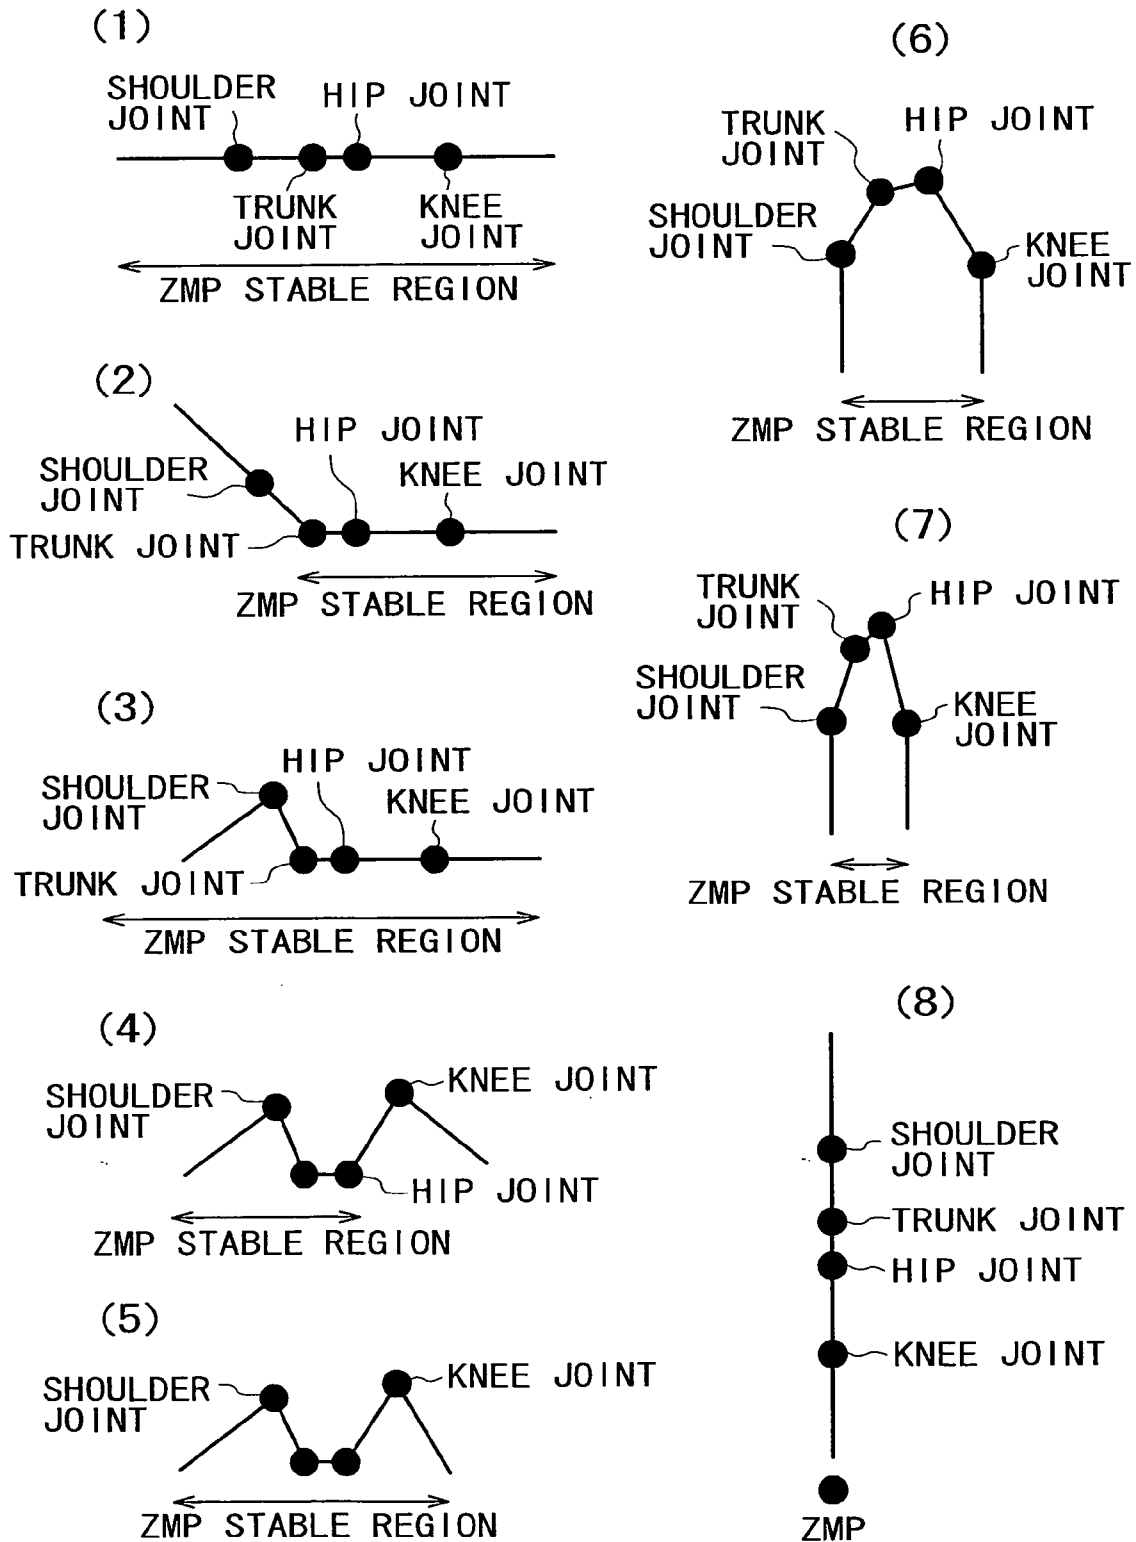 (1)
SHOULDER
JOINT
HIP JOINT
TRUNK
JOINT
KNEE
JOINT
ZMP STABLE REGION
(2)
HIP JOINT
SHOULDER
JOINT
KNEE JOINT
TRUNK JOINT
ZMP STABLE REGION
(3)
HIP JOINT
SHOULDER
JOINT
KNEE JOINT
TRUNK JOINT
ZMP STABLE REGION
(4)
SHOULDER
JOINT
KNEE JOINT
HIP JOINT
ZMP STABLE REGION
(5)
SHOULDER
JOINT
KNEE JOINT
ZMP STABLE REGION
(6)
TRUNK
JOINT
HIP JOINT
SHOULDER
JOINT
KNEE
JOINT
ZMP STABLE REGION
(7)
TRUNK
JOINT
HIP JOINT
SHOULDER
JOINT
KNEE
JOINT
ZMP STABLE REGION
(8)
SHOULDER
JOINT
TRUNK JOINT
HIP JOINT
KNEE JOINT
ZMP